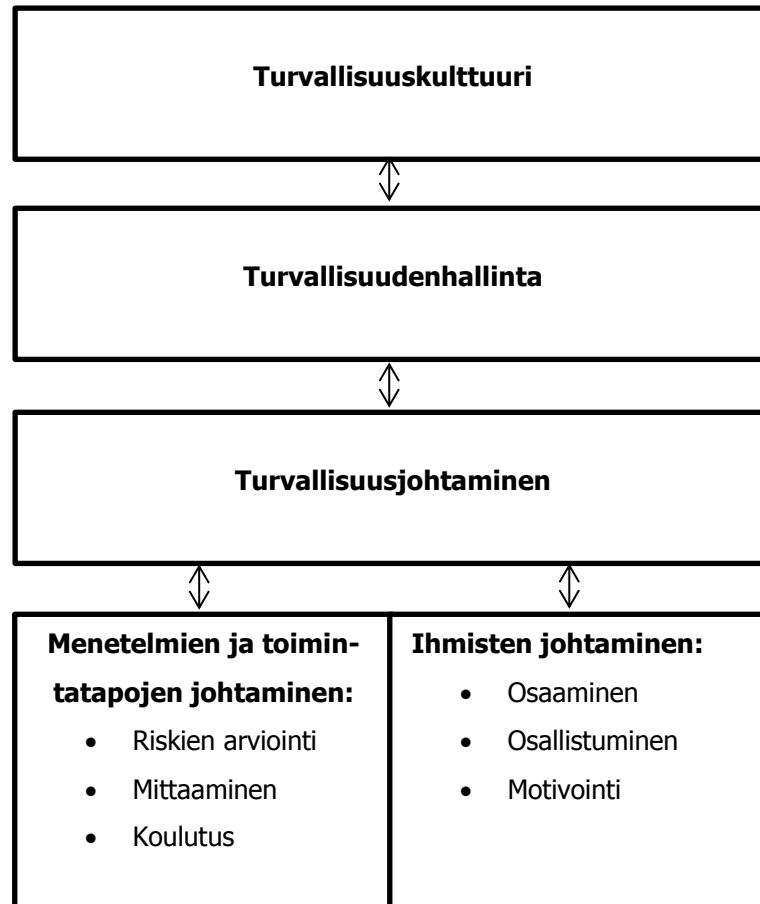 Turvallisuuskulttuuri
Turvallisuudenhallinta
Turvallisuusjohtaminen
Menetelmien ja toimin-
tatapojen johtaminen:
• Riskien arviointi
• Mittaaminen
• Koulutus
Ihmisten johtaminen:
• Osaaminen
• Osallistuminen
• Motivointi